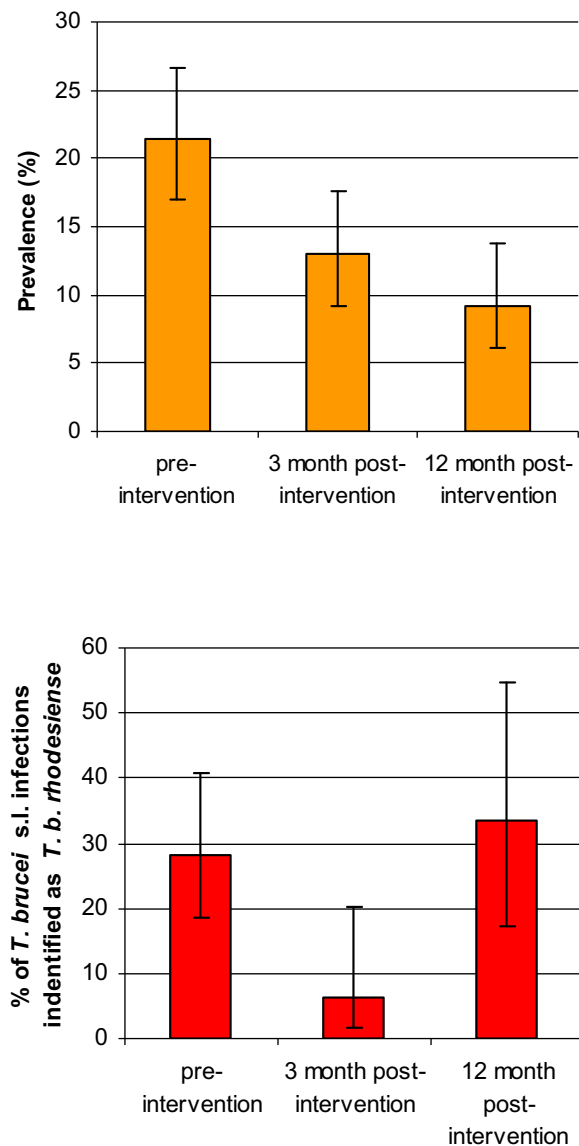 30
25
20
15
10
5
0
Prevalence (%)
pre-
intervention
3 month post-
intervention
12 month post-
intervention
60
50
40
30
20
10
0
% of T. brucei s.l. infections
indentified as T. b. rhodesiense
pre-
intervention
3 month post-
intervention
12 month
post-
intervention